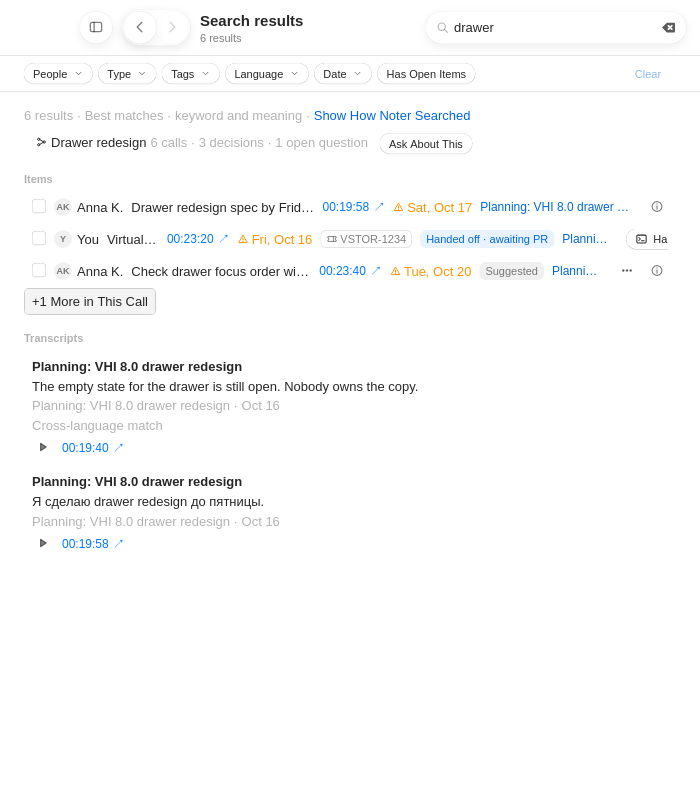 Search results
6 results
drawer
People Type Tags Language Date Has Open Items Clear
6 results · Best matches · keyword and meaning · Show How Noter Searched
Drawer redesign 6 calls · 3 decisions · 1 open question Ask About This
Items
AK Anna K. Drawer redesign spec by Frid… 00:19:58 Sat, Oct 17 Planning: VHI 8.0 drawer …
Y You Virtual… 00:23:20 Fri, Oct 16 VSTOR-1234 Handed off · awaiting PR Planni… Ha
AK Anna K. Check drawer focus order wi… 00:23:40 Tue, Oct 20 Suggested Planni…
+1 More in This Call
Transcripts
Planning: VHI 8.0 drawer redesign
The empty state for the drawer is still open. Nobody owns the copy.
Planning: VHI 8.0 drawer redesign · Oct 16
Cross-language match
00:19:40
Planning: VHI 8.0 drawer redesign
Я сделаю drawer redesign до пятницы.
Planning: VHI 8.0 drawer redesign · Oct 16
00:19:58